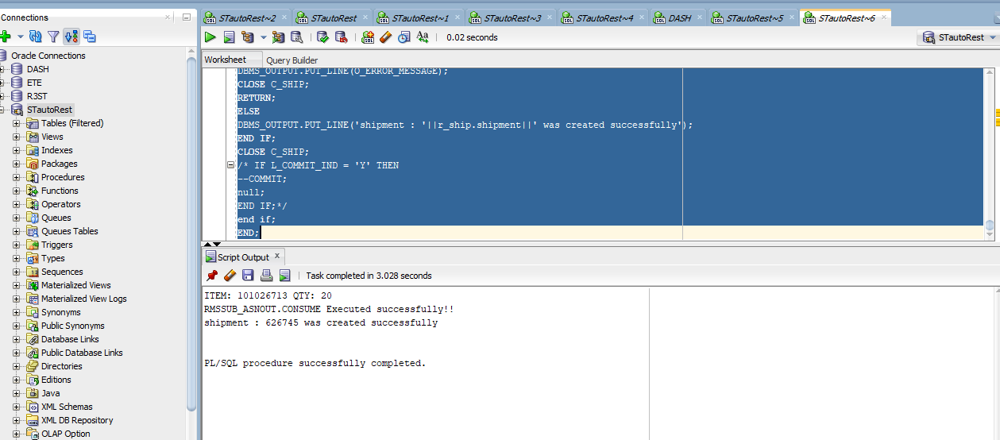 Connections
STautoRest~2
STautoRest
STautoRest~1
STautoRest~3
STautoRest~4
DASH
STautoRest~5
STautoRest~6
0.02 seconds
STautoRest
Oracle Connections
DASH
ETE
R3ST
STautoRest
Tables (Filtered)
Views
Indexes
Packages
Procedures
Functions
Operators
Queues
Queues Tables
Triggers
Types
Sequences
Materialized Views
Materialized View Logs
Synonyms
Public Synonyms
Database Links
Public Database Links
Directories
Editions
Java
XML Schemas
XML DB Repository
OLAP Option
Worksheet
Query Builder
DBMS_OUTPUT.PUT_LINE(O_ERROR_MESSAGE);
CLOSE C_SHIP;
RETURN;
ELSE
DBMS_OUTPUT.PUT_LINE('shipment : '||r_ship.shipment||' was created successfully');
END IF;
CLOSE C_SHIP;
/* IF L_COMMIT_IND = 'Y' THEN
--COMMIT;
null;
END IF;*/
end if;
END;
Script Output
Task completed in 3.028 seconds
ITEM: 101026713 QTY: 20
RMSSUB_ASNOUT.CONSUME Executed successfully!!
shipment : 626745 was created successfully
PL/SQL procedure successfully completed.